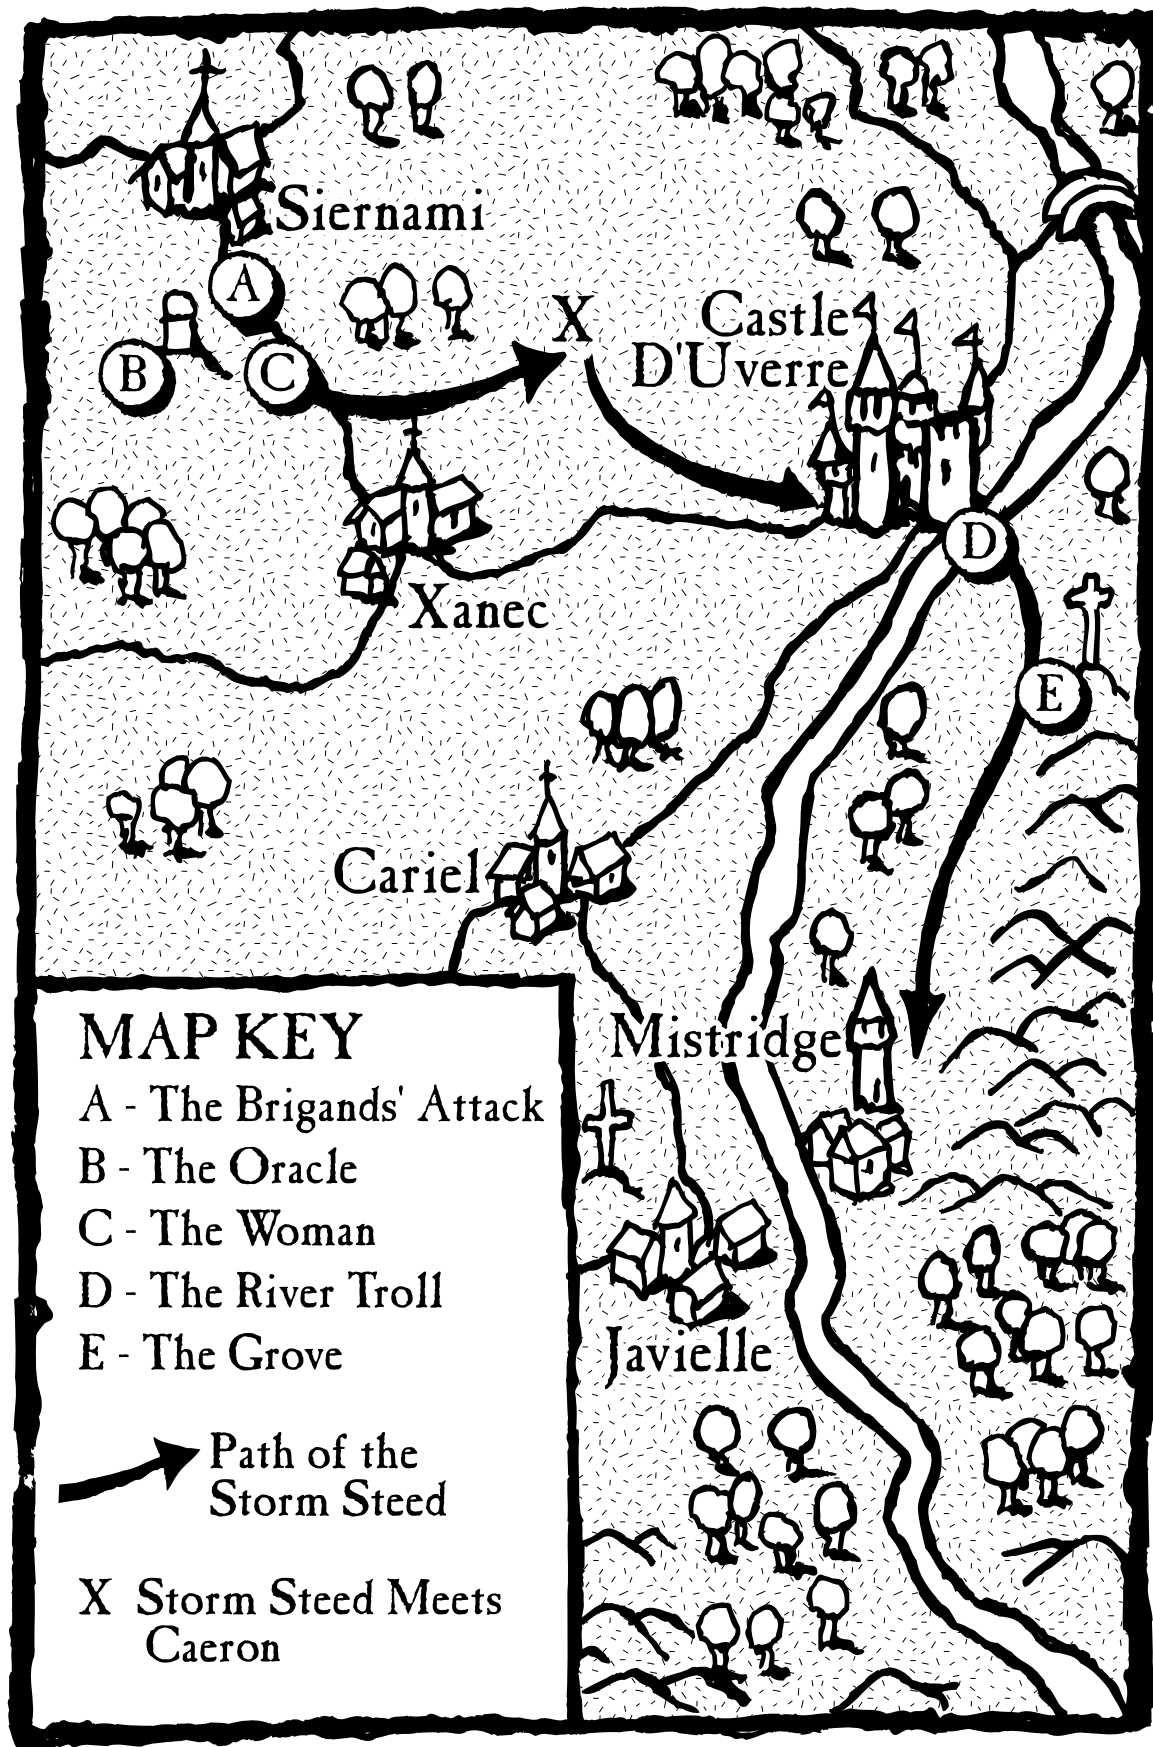 Siernami
A
B
C
X
Castle
D'Uverre
D
Xanec
E
Cariel
Mistridge
Javielle
MAP KEY
A - The Brigands' Attack
B - The Oracle
C - The Woman
D - The River Troll
E - The Grove
Path of the
Storm Steed
X Storm Steed Meets
Caeron